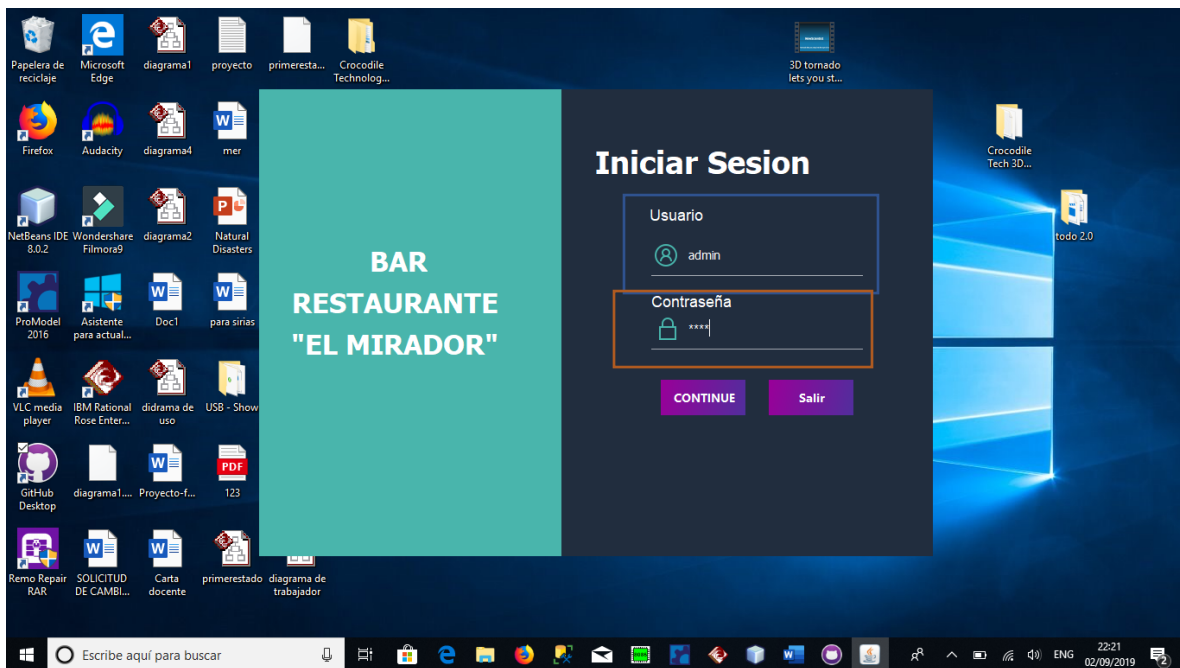 Papelera de
reciclaje
Microsoft
Edge
diagrama1
proyecto
primeresta...
Crocodile
Technolog...
3D tornado
lets you st...
Firefox
Audacity
diagrama4
mer
Crocodile
Tech 3D...
NetBeans IDE
8.0.2
Wondershare
Filmora9
diagrama2
Natural
Disasters
todo 2.0
ProModel
2016
Asistente
para actual...
Doc1
para sirias
VLC media
player
IBM Rational
Rose Enter...
didrama de
uso
USB - Show
GitHub
Desktop
diagrama1....
Proyecto-f...
PDF
123
Remo Repair
RAR
SOLICITUD
DE CAMBI...
Carta
docente
primerestado
diagrama de
trabajador
BAR
RESTAURANTE
"EL MIRADOR"
Iniciar Sesion
Usuario
admin
Contraseña
****
CONTINUE
Salir
Escribe aquí para buscar
ENG
22:21
02/09/2019
2